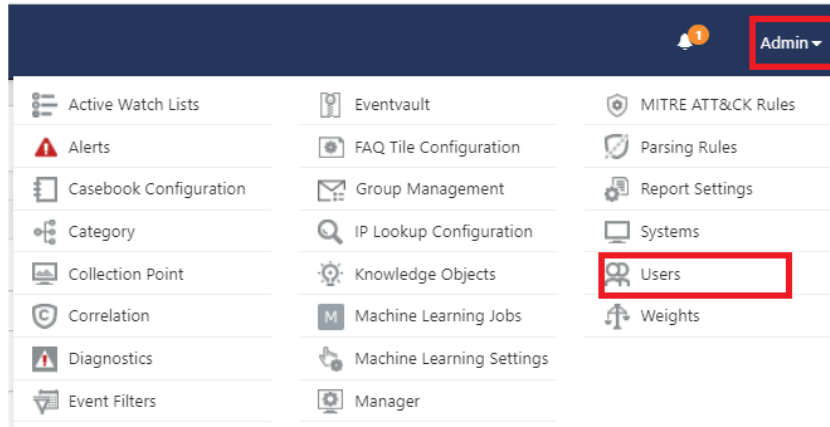 1
Admin
Active Watch Lists
Eventvault
MITRE ATT&CK Rules
Alerts
FAQ Tile Configuration
Parsing Rules
Casebook Configuration
Group Management
Report Settings
Category
IP Lookup Configuration
Systems
Collection Point
Knowledge Objects
Users
C
Correlation
M
Machine Learning Jobs
Weights
Diagnostics
Machine Learning Settings
Event Filters
Manager